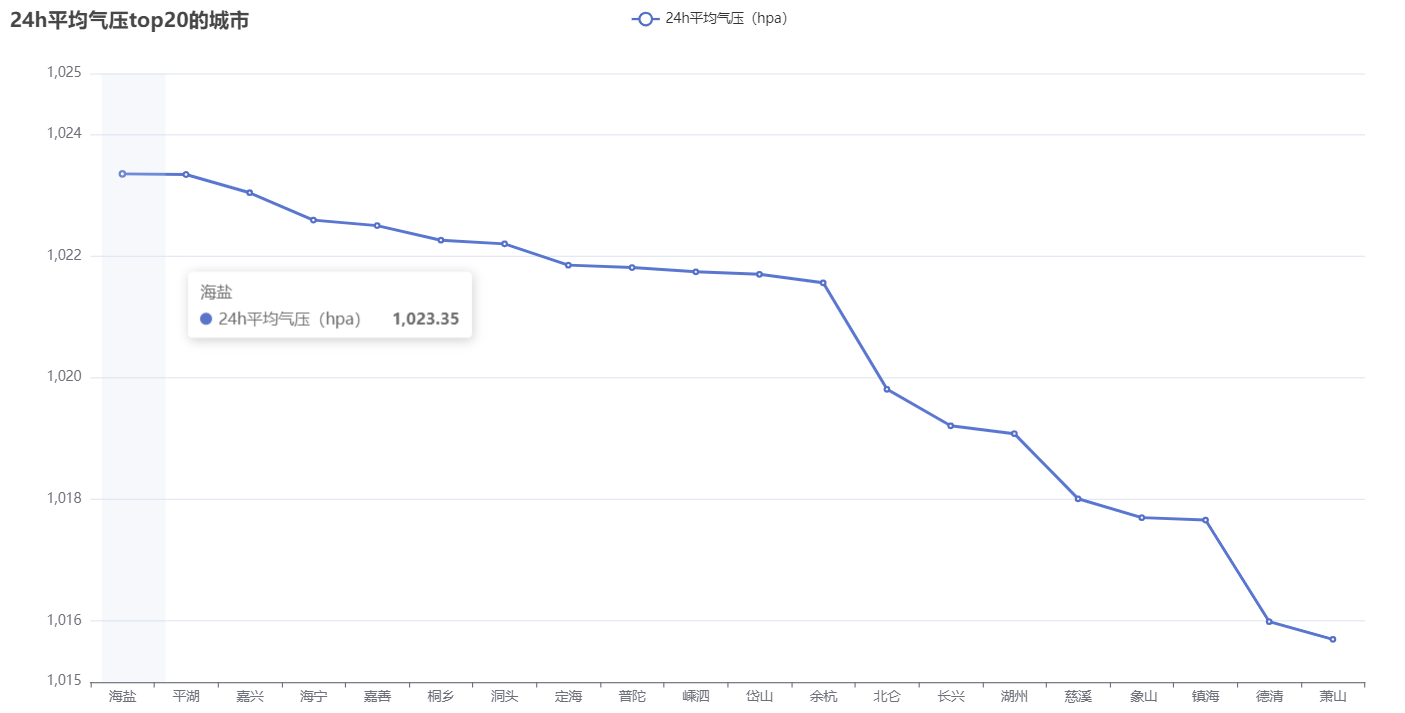 24h平均气压top20的城市
24h平均气压（hpa）
1,025
1,024
1,022
海盐
24h平均气压（hpa） 1,023.35
1,020
1,018
1,016
1,015
海盐 平湖 嘉兴 海宁 嘉善 桐乡 洞头 定海 普陀 嵊泗 岱山 余杭 北仑 长兴 湖州 慈溪 象山 镇海 德清 萧山